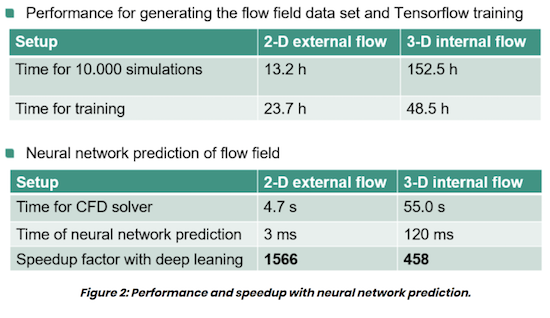 Performance for generating the flow field data set and Tensorflow training
Setup 2-D external flow 3-D internal flow
Time for 10.000 simulations 13.2 h 152.5 h
Time for training 23.7 h 48.5 h
Neural network prediction of flow field
Setup 2-D external flow 3-D internal flow
Time for CFD solver 4.7 s 55.0 s
Time of neural network prediction 3 ms 120 ms
Speedup factor with deep leaning 1566 458
Figure 2: Performance and speedup with neural network prediction.